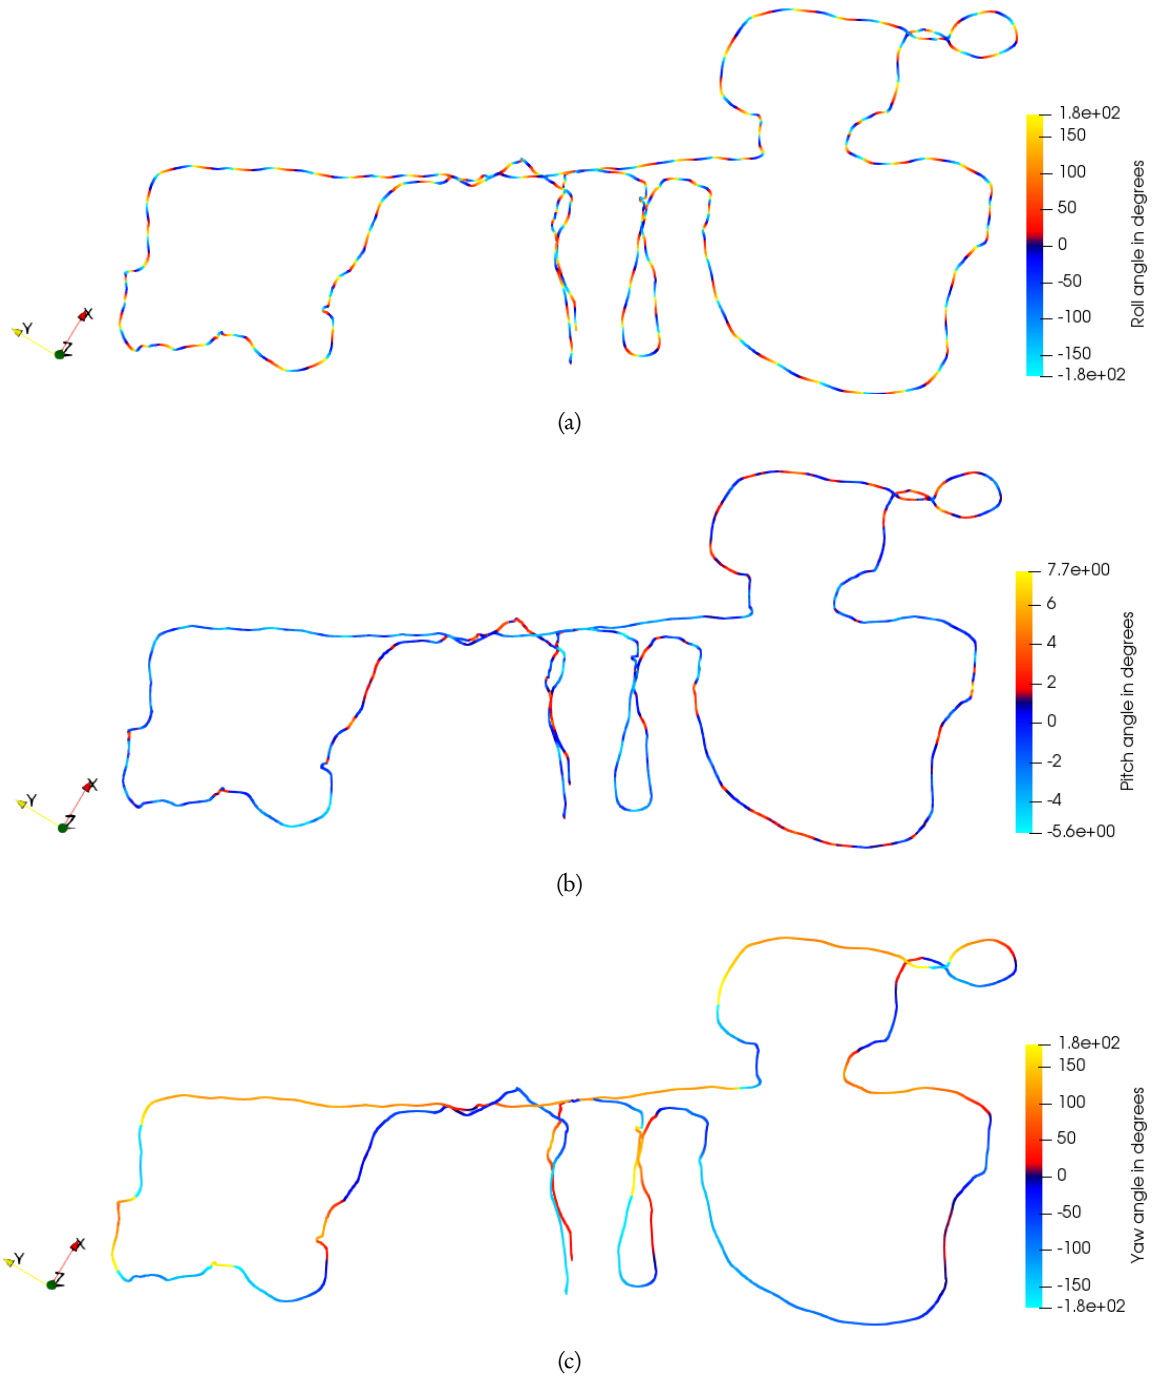 1.8e+02
150
100
50
0
-50
-100
-150
-1.8e+02
Roll angle in degrees
X
Y
Z
(a)
7.7e+00
6
4
2
0
-2
-4
-5.6e+00
Pitch angle in degrees
X
Y
Z
(b)
1.8e+02
150
100
50
0
-50
-100
-150
-1.8e+02
Yaw angle in degrees
X
Y
Z
(c)